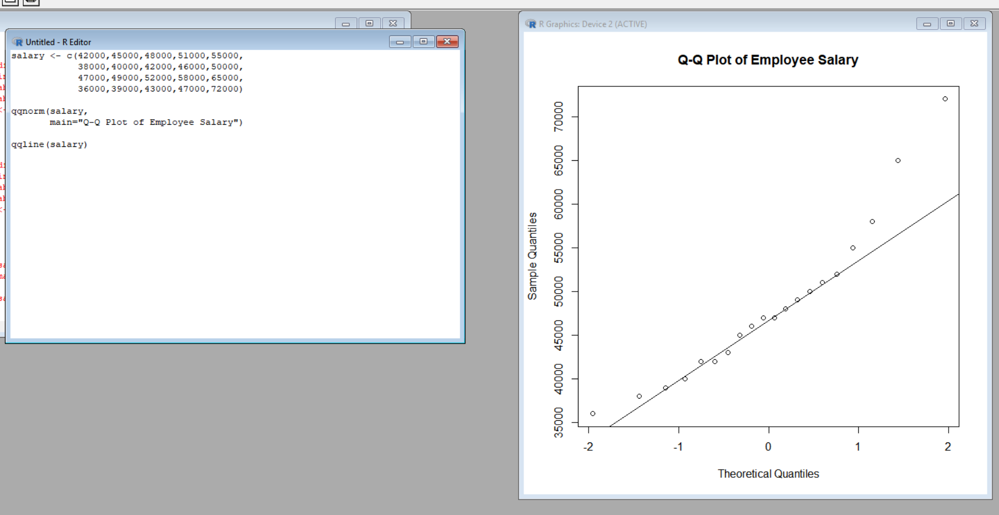 Untitled - R Editor
salary <- c(42000,45000,48000,51000,55000,
38000,40000,42000,46000,50000,
47000,49000,52000,58000,65000,
36000,39000,43000,47000,72000)
qqnorm(salary,
main="Q-Q Plot of Employee Salary")
qqline(salary)
R Graphics: Device 2 (ACTIVE)
Q-Q Plot of Employee Salary
Sample Quantiles
70000
65000
60000
55000
50000
45000
40000
35000
-2 -1 0 1 2
Theoretical Quantiles